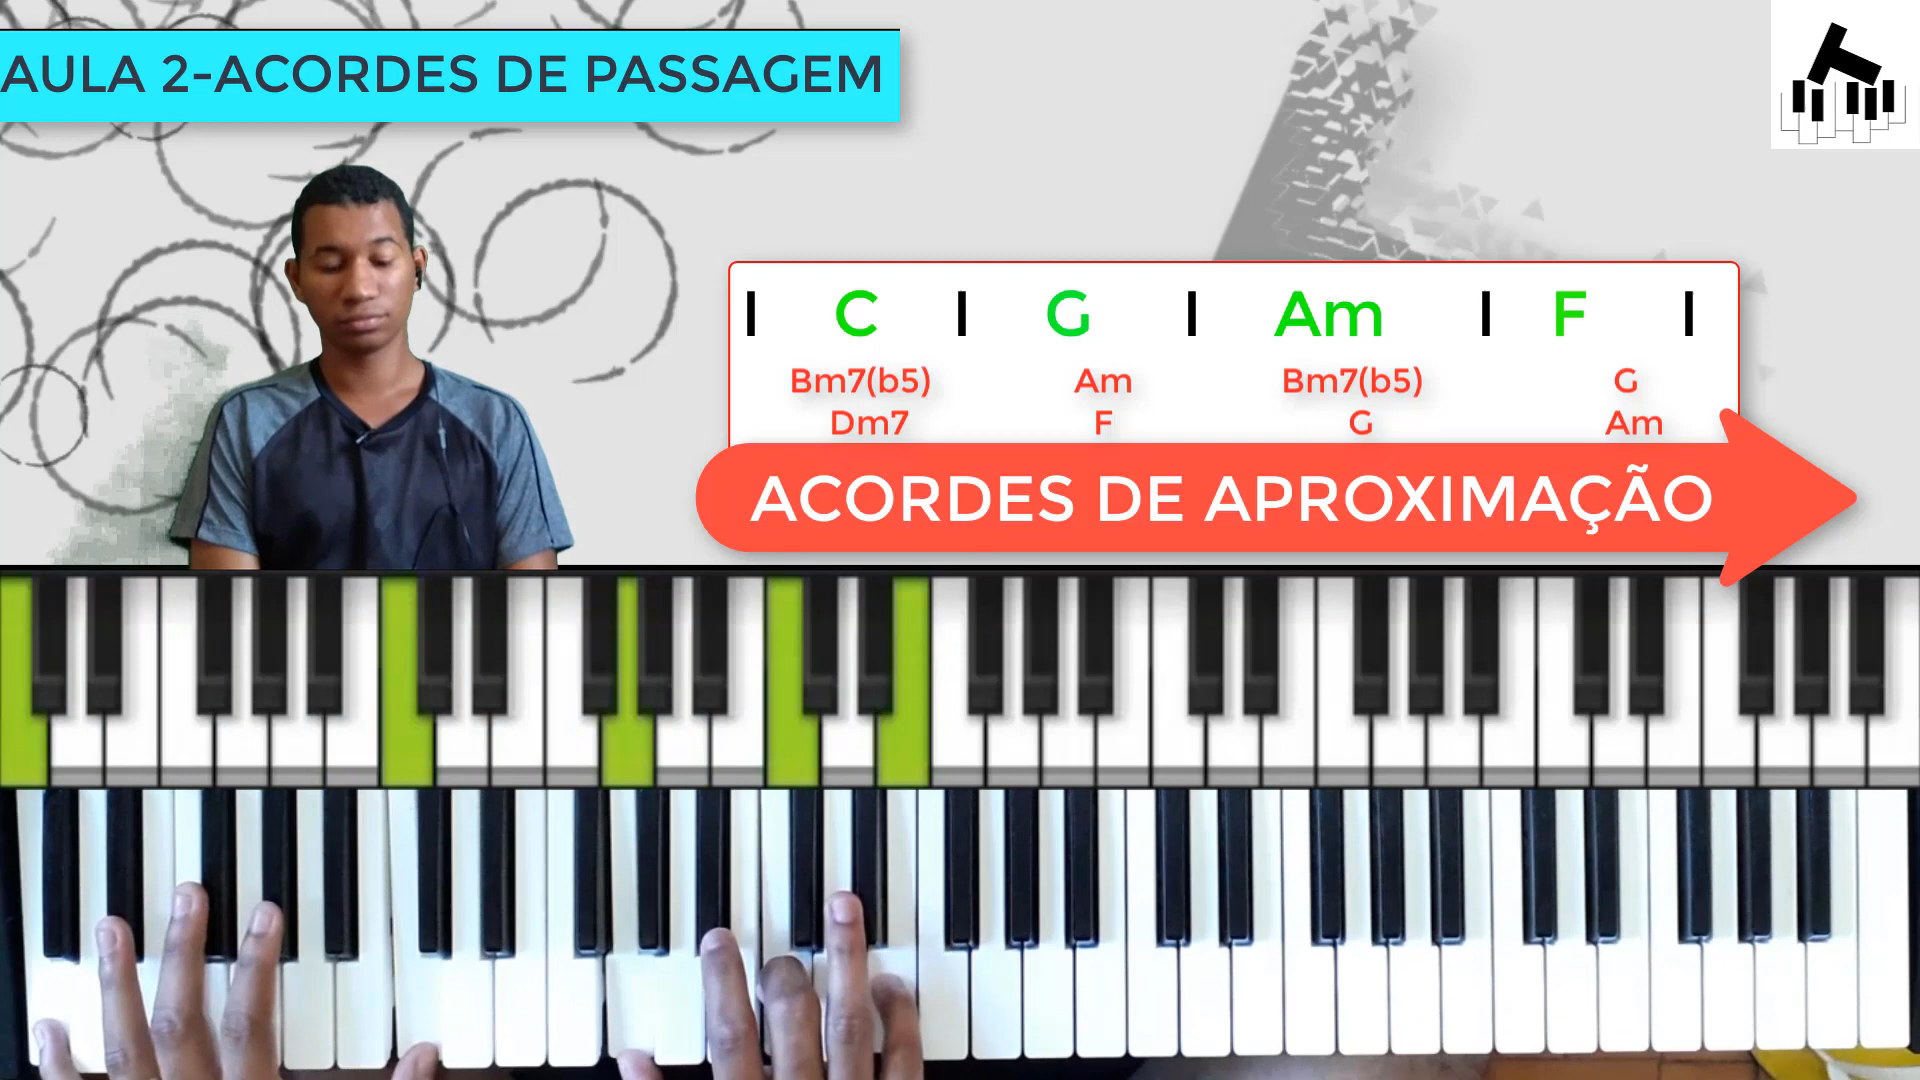 AULA 2-ACORDES DE PASSAGEM
| C | G | Am | F |
Bm7(b5) Am Bm7(b5) G
Dm7 F G Am
ACORDES DE APROXIMAÇÃO